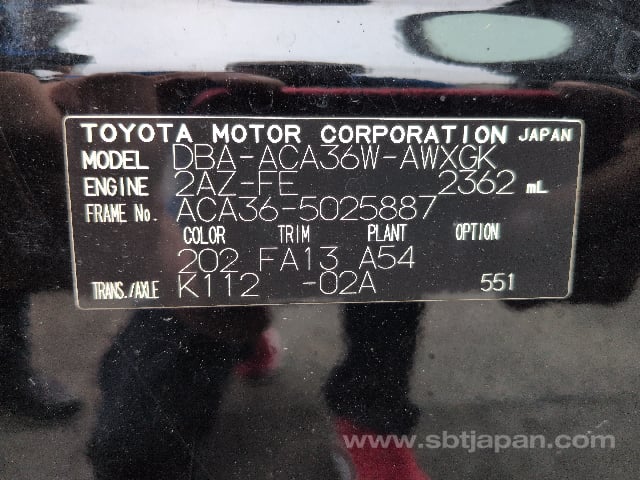 TOYOTA MOTOR CORPORATION JAPAN
MODEL DBA-ACA36W-AWXGK
ENGINE 2AZ-FE 2362 mL
FRAME No. ACA36-5025887
COLOR TRIM PLANT OPTION
202 FA13 A54
TRANS./AXLE K112 -02A 551
www.sbtjapan.com